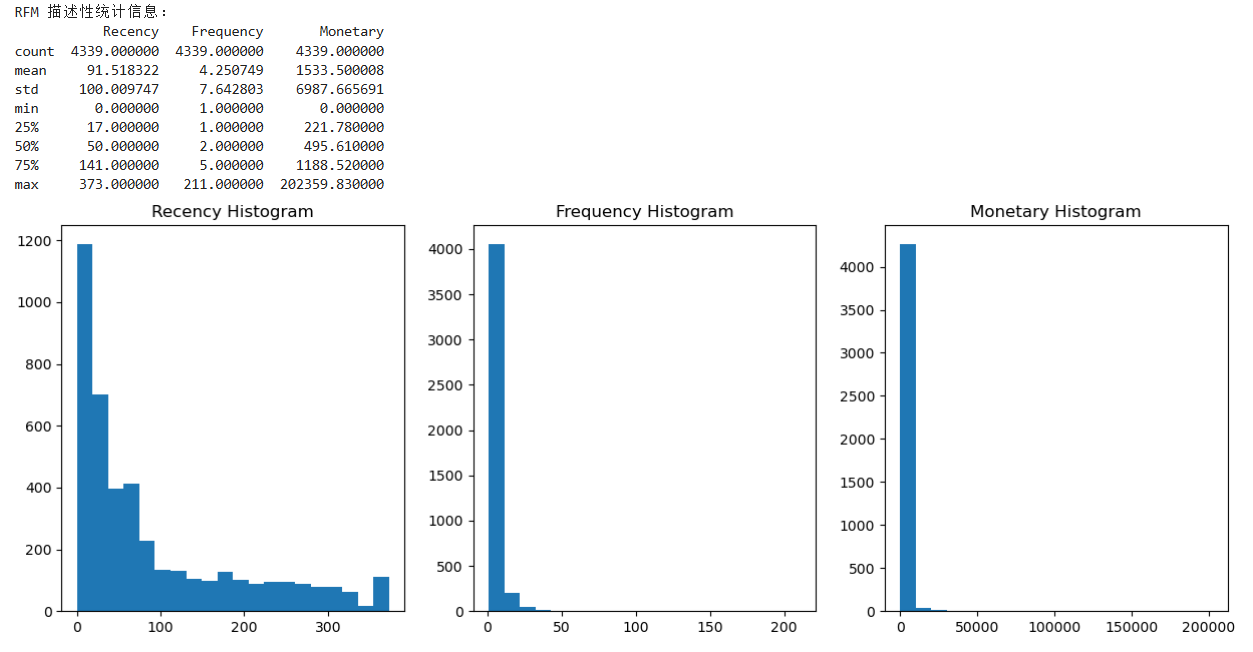 RFM 描述性统计信息:
Recency Frequency Monetary
count 4339.000000 4339.000000 4339.000000
mean 91.518322 4.250749 1533.500008
std 100.009747 7.642803 6987.665691
min 0.000000 1.000000 0.000000
25% 17.000000 1.000000 221.780000
50% 50.000000 2.000000 495.610000
75% 141.000000 5.000000 1188.520000
max 373.000000 211.000000 202359.830000
Recency Histogram
1200
1000
800
600
400
200
0
0 100 200 300
Frequency Histogram
4000
3500
3000
2500
2000
1500
1000
500
0
0 50 100 150 200
Monetary Histogram
4000
3500
3000
2500
2000
1500
1000
500
0
0 50000 100000 150000 200000